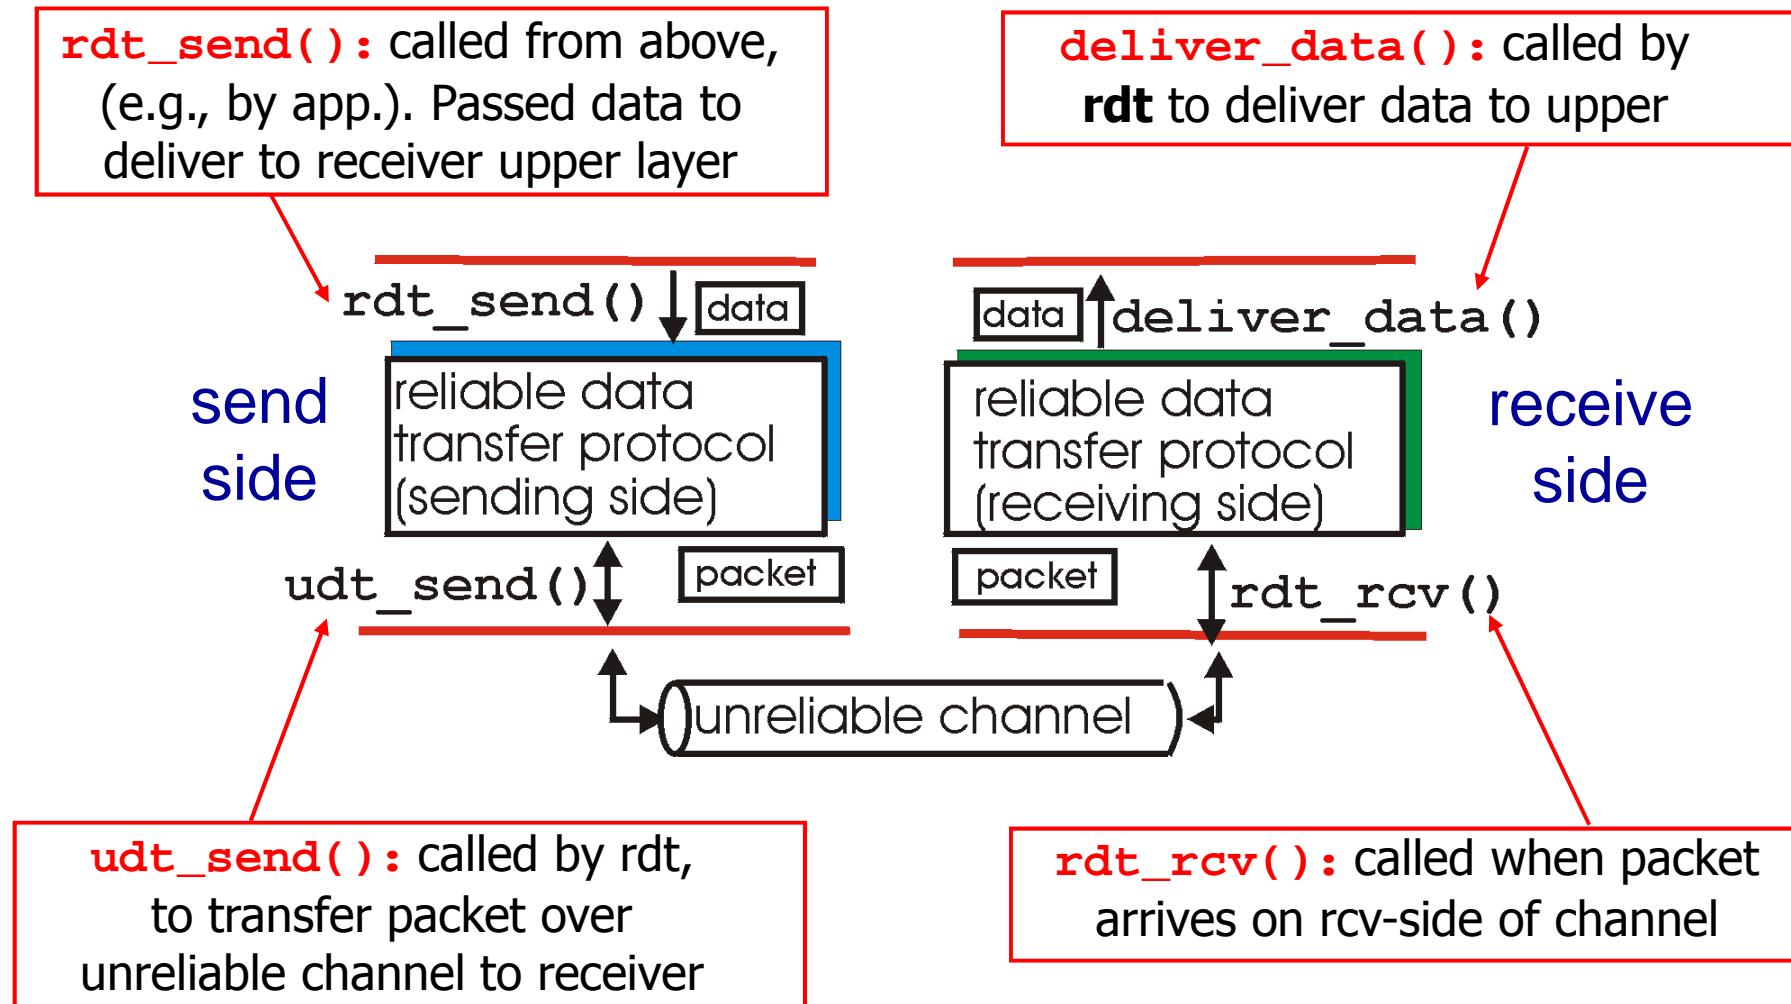 rdt_send(): called from above,
(e.g., by app.). Passed data to
deliver to receiver upper layer
deliver_data(): called by
rdt to deliver data to upper
rdt_send()
data
data
deliver_data()
send
side
reliable data
transfer protocol
(sending side)
reliable data
transfer protocol
(receiving side)
receive
side
udt_send()
packet
packet
rdt_rcv()
unreliable channel
udt_send(): called by rdt,
to transfer packet over
unreliable channel to receiver
rdt_rcv(): called when packet
arrives on rcv-side of channel